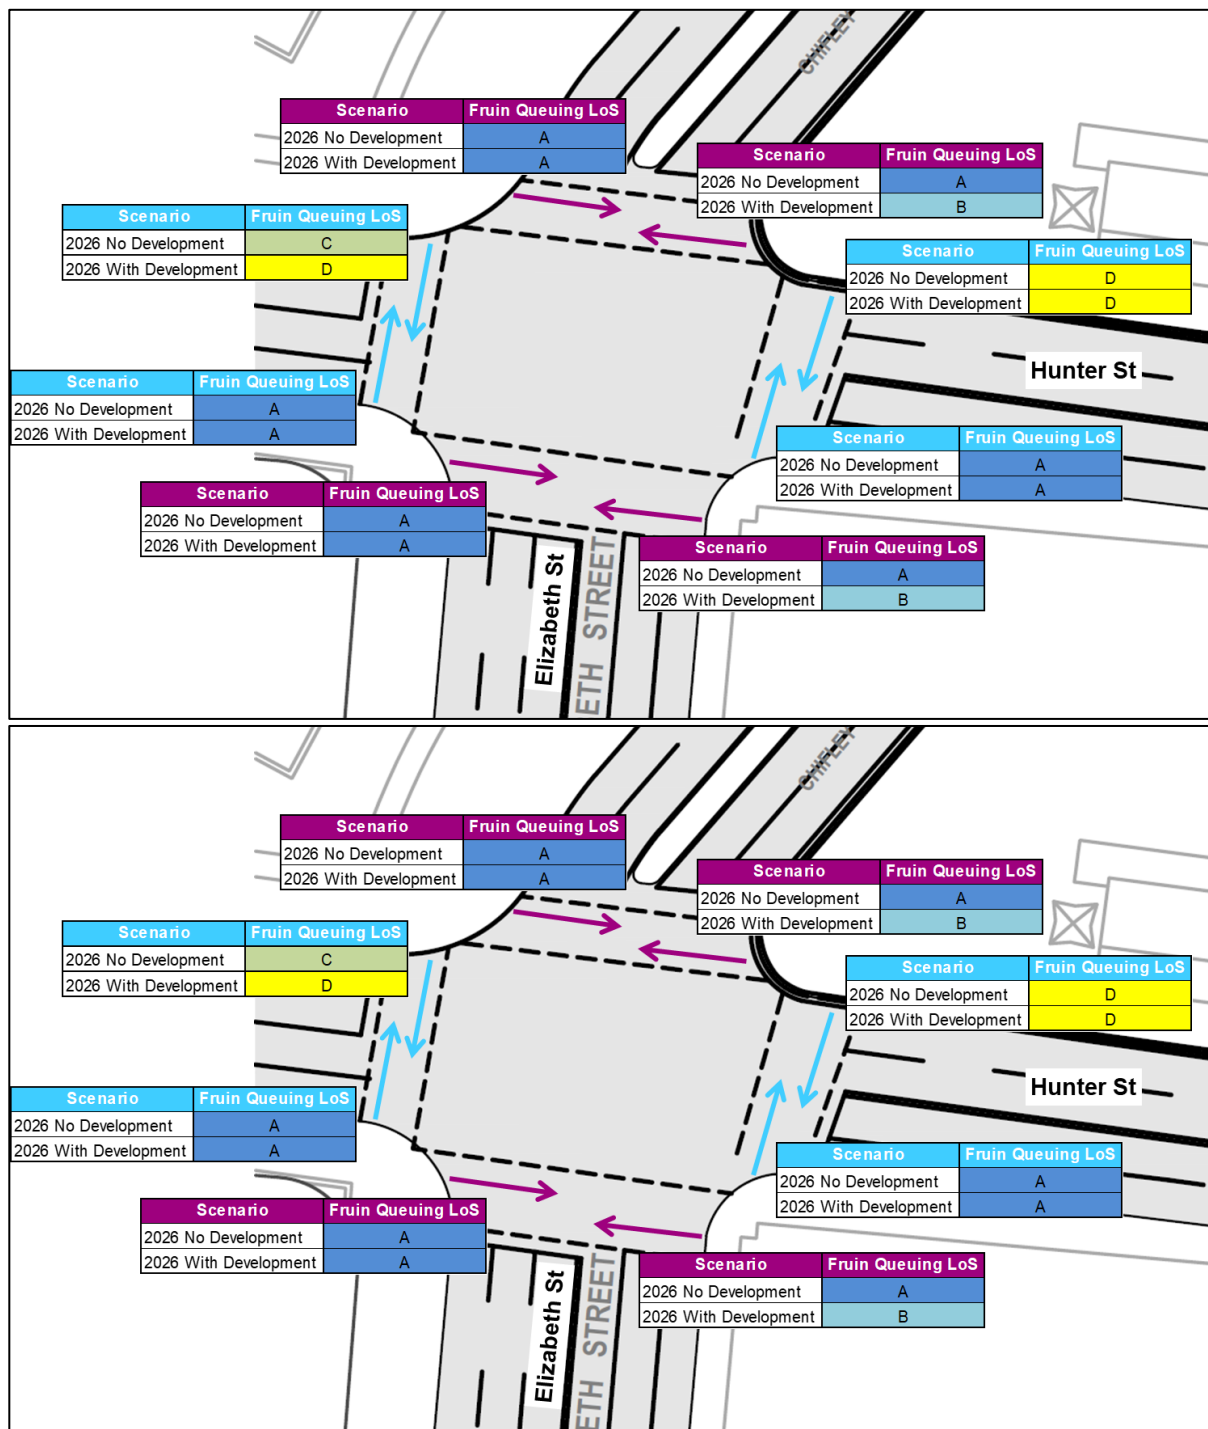 CHIFLEY
Scenario Fruin Queuing LoS
2026 No Development A
2026 With Development A
Scenario Fruin Queuing LoS
2026 No Development A
2026 With Development B
Scenario Fruin Queuing LoS
2026 No Development C
2026 With Development D
Scenario Fruin Queuing LoS
2026 No Development D
2026 With Development D
Hunter St
Scenario Fruin Queuing LoS
2026 No Development A
2026 With Development A
Scenario Fruin Queuing LoS
2026 No Development A
2026 With Development A
Scenario Fruin Queuing LoS
2026 No Development A
2026 With Development A
Scenario Fruin Queuing LoS
2026 No Development A
2026 With Development B
Elizabeth St
ETH STREET
CHIFLEY
Scenario Fruin Queuing LoS
2026 No Development A
2026 With Development A
Scenario Fruin Queuing LoS
2026 No Development A
2026 With Development B
Scenario Fruin Queuing LoS
2026 No Development C
2026 With Development D
Scenario Fruin Queuing LoS
2026 No Development D
2026 With Development D
Hunter St
Scenario Fruin Queuing LoS
2026 No Development A
2026 With Development A
Scenario Fruin Queuing LoS
2026 No Development A
2026 With Development A
Scenario Fruin Queuing LoS
2026 No Development A
2026 With Development A
Scenario Fruin Queuing LoS
2026 No Development A
2026 With Development B
Elizabeth St
ETH STREET